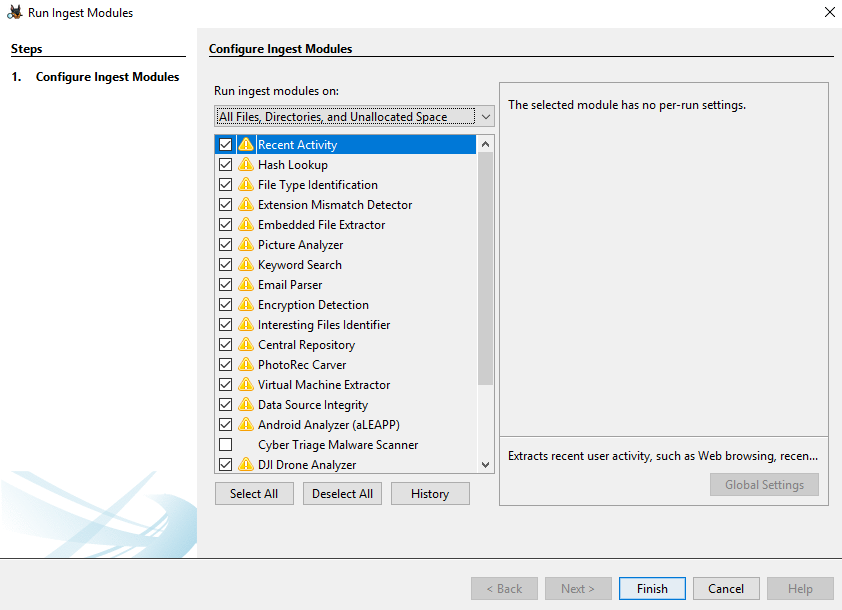 Run Ingest Modules
Steps
1. Configure Ingest Modules
Configure Ingest Modules
Run ingest modules on:
All Files, Directories, and Unallocated Space
Recent Activity
Hash Lookup
File Type Identification
Extension Mismatch Detector
Embedded File Extractor
Picture Analyzer
Keyword Search
Email Parser
Encryption Detection
Interesting Files Identifier
Central Repository
PhotoRec Carver
Virtual Machine Extractor
Data Source Integrity
Android Analyzer (aLEAPP)
Cyber Triage Malware Scanner
DJI Drone Analyzer
Select All
Deselect All
History
The selected module has no per-run settings.
Extracts recent user activity, such as Web browsing, recen...
Global Settings
< Back
Next >
Finish
Cancel
Help